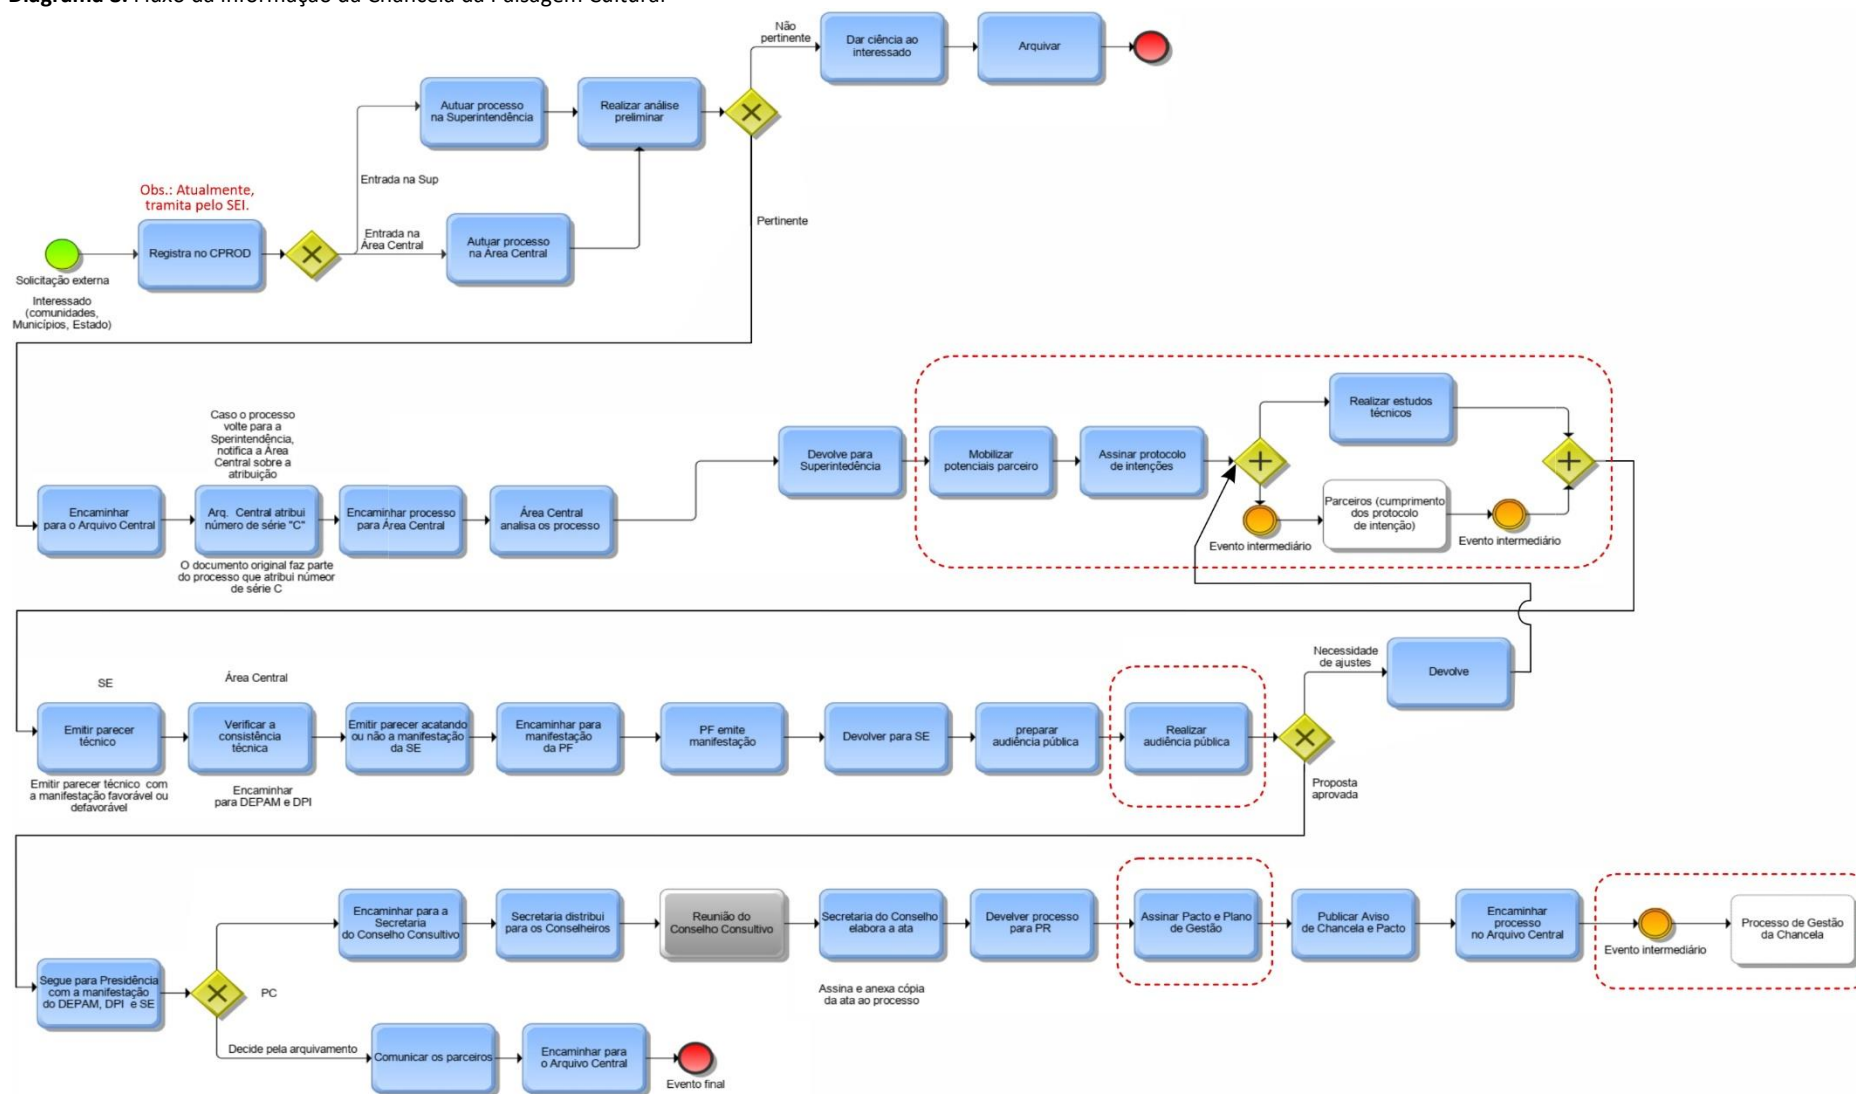 Diagrama 3. Fluxo da Informação da Chancela da Paisagem Cultural
Não
pertinente
Dar ciência ao
interessado
Arquivar
Autuar processo
na Superintendência
Realizar análise
preliminar
Entrada na Sup
Obs.: Atualmente,
tramita pelo SEI.
Pertinente
Registra no CPROD
Entrada na
Área Central
Autuar processo
na Área Central
Solicitação externa
Interessado
(comunidades,
Municípios, Estado)
Caso o processo
volte para a
Sperintendência,
notifica a Área
Central sobre a
atribuição
Encaminhar
para o Arquivo Central
Arq. Central atribui
número de série "C"
Encaminhar processo
para Área Central
Área Central
analisa os processo
O documento original faz parte
do processo que atribui númeor
de série C
Devolve para
Superintedência
Mobilizar
potenciais parceiro
Assinar protocolo
de intenções
Realizar estudos
técnicos
Evento intermediário
Parceiros (cumprimento
dos protocolo
de intenção)
Evento intermediário
SE
Área Central
Emitir parecer
técnico
Verificar a
consistência
técnica
Emitir parecer acatando
ou não a manifestação
da SE
Encaminhar para
manifestação
da PF
PF emite
manifestação
Devolver para SE
preparar
audiência pública
Realizar
audiência pública
Necessidade
de ajustes
Devolve
Emitir parecer técnico com
a manifestação favorável ou
defavorável
Encaminhar
para DEPAM e DPI
Proposta
aprovada
Segue para Presidência
com a manifestação
do DEPAM, DPI e SE
PC
Encaminhar para a
Secretaria
do Conselho Consultivo
Secretaria distribui
para os Conselheiros
Reunião do
Conselho Consultivo
Secretaria do Conselho
elabora a ata
Develver processo
para PR
Assinar Pacto e Plano
de Gestão
Publicar Aviso
de Chancela e Pacto
Encaminhar
processo
no Arquivo Central
Evento intermediário
Processo de Gestão
da Chancela
Assina e anexa cópia
da ata ao processo
Decide pela arquivamento
Comunicar os parceiros
Encaminhar para
o Arquivo Central
Evento final